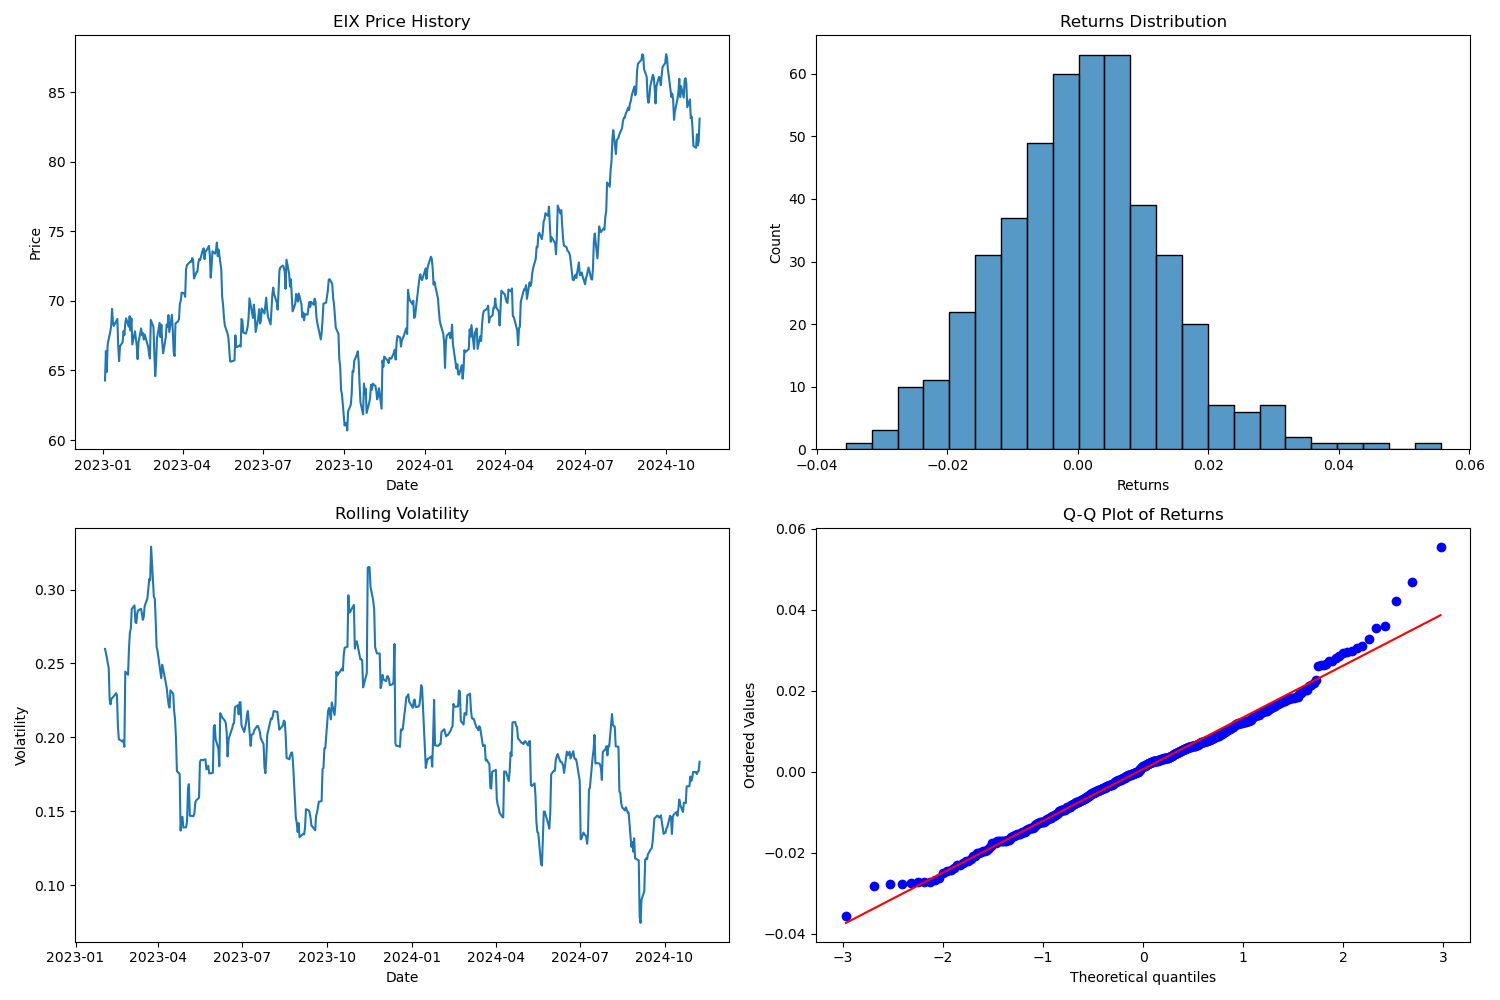 EIX Price History
Price
85
80
75
70
65
60
2023-01 2023-04 2023-07 2023-10 2024-01 2024-04 2024-07 2024-10
Date
Returns Distribution
Count
60
50
40
30
20
10
0
−0.04 −0.02 0.00 0.02 0.04 0.06
Returns
Rolling Volatility
Volatility
0.30
0.25
0.20
0.15
0.10
2023-01 2023-04 2023-07 2023-10 2024-01 2024-04 2024-07 2024-10
Date
Q-Q Plot of Returns
Ordered Values
0.06
0.04
0.02
0.00
−0.02
−0.04
−3 −2 −1 0 1 2 3
Theoretical quantiles